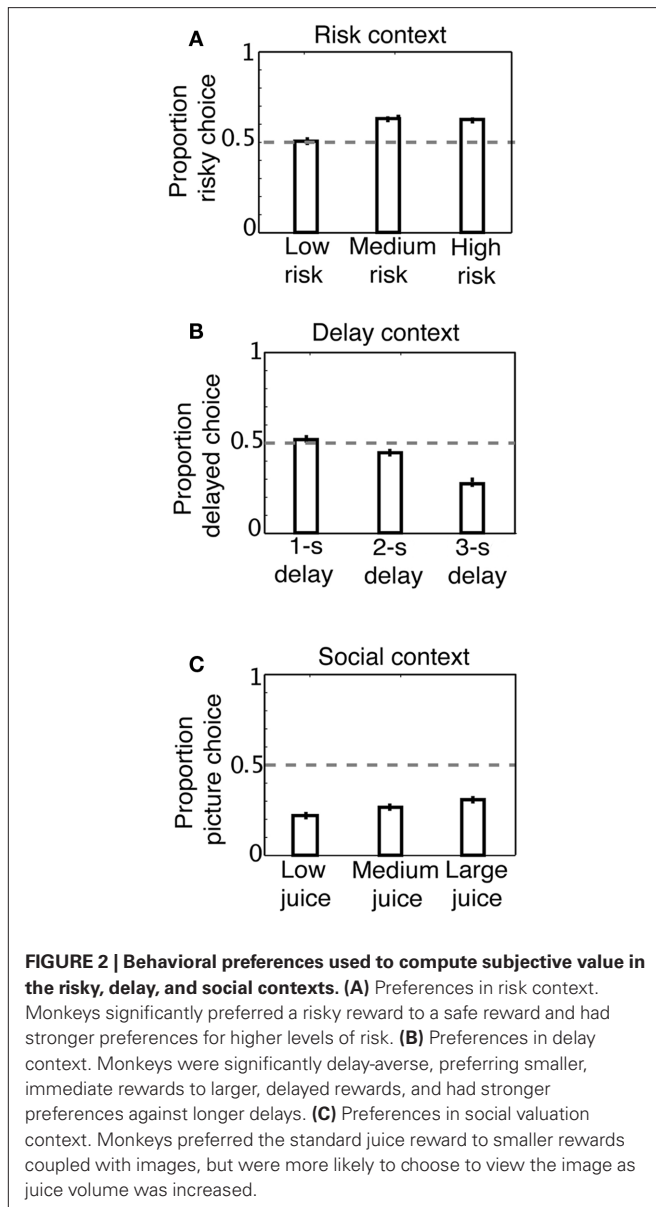 A
Risk context
1
0.5
0
Proportion
risky choice
Low
risk
Medium
risk
High
risk
B
Delay context
1
0.5
0
Proportion
delayed choice
1-s
delay
2-s
delay
3-s
delay
C
Social context
1
0.5
0
Proportion
picture choice
Low
juice
Medium
juice
Large
juice
FIGURE 2 | Behavioral preferences used to compute subjective value in
the risky, delay, and social contexts. (A) Preferences in risk context.
Monkeys significantly preferred a risky reward to a safe reward and had
stronger preferences for higher levels of risk. (B) Preferences in delay
context. Monkeys were significantly delay-averse, preferring smaller,
immediate rewards to larger, delayed rewards, and had stronger
preferences against longer delays. (C) Preferences in social valuation
context. Monkeys preferred the standard juice reward to smaller rewards
coupled with images, but were more likely to choose to view the image as
juice volume was increased.